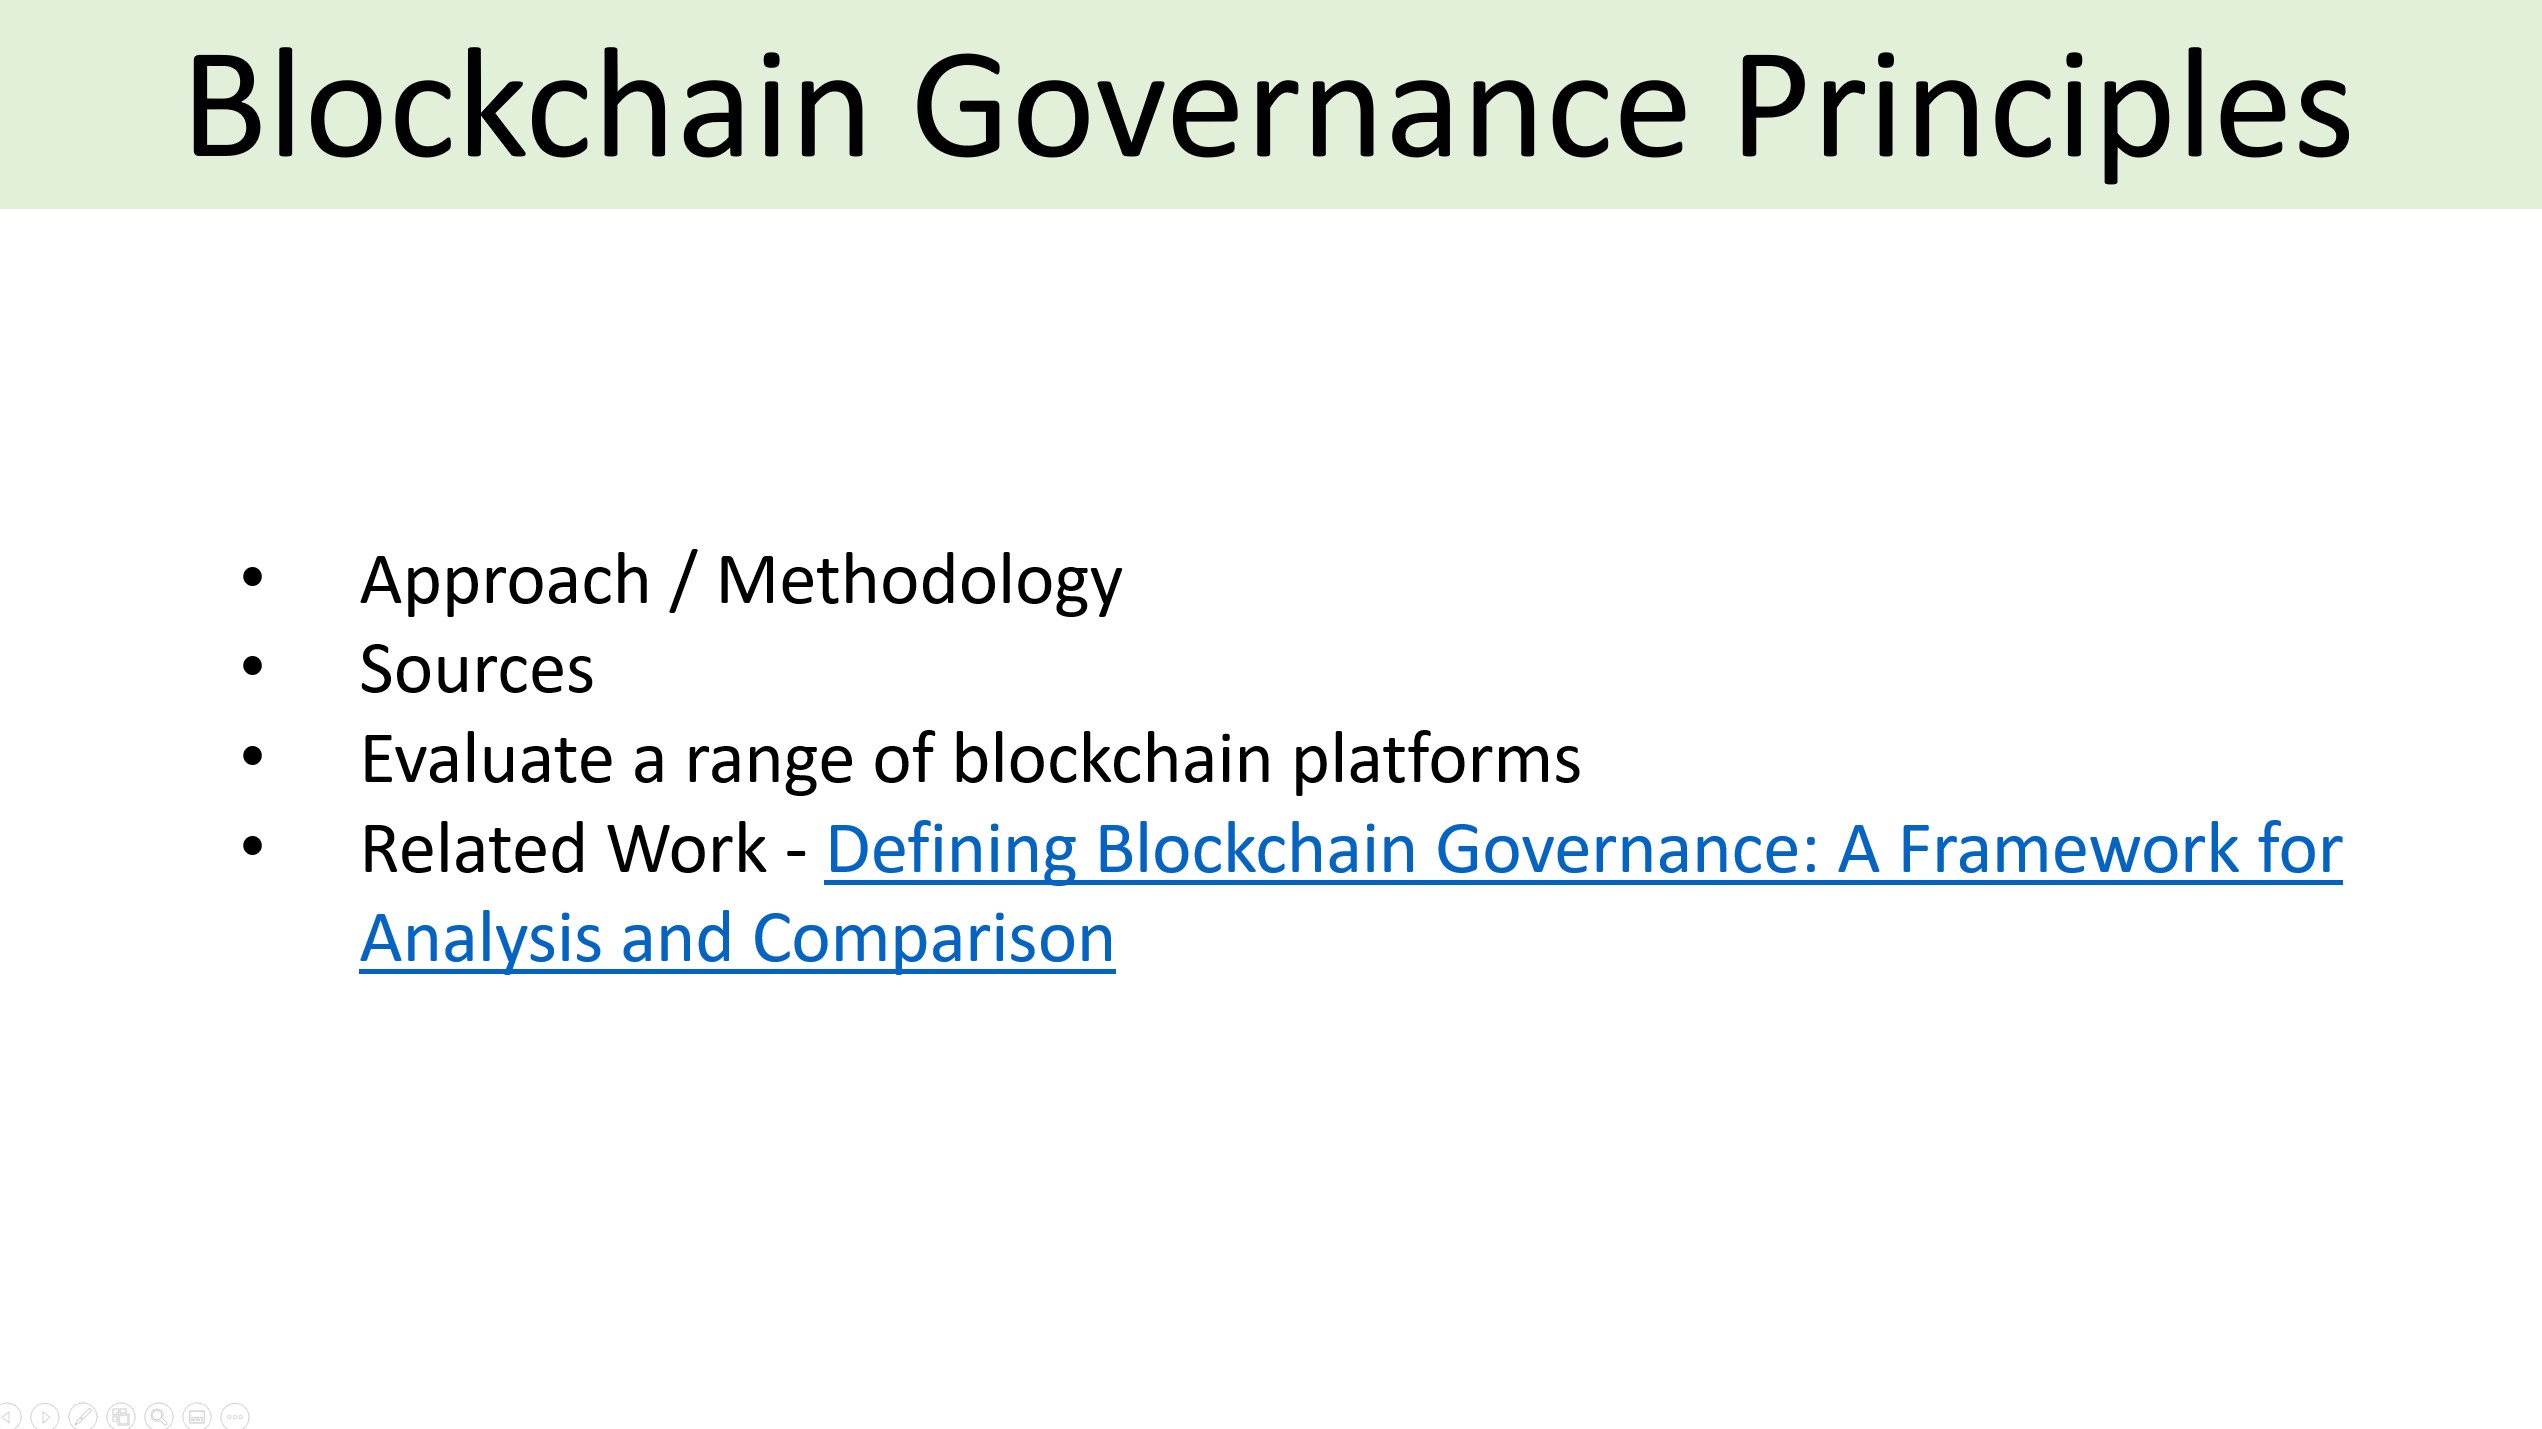 Blockchain Governance Principles
• Approach / Methodology
• Sources
• Evaluate a range of blockchain platforms
• Related Work - Defining Blockchain Governance: A Framework for
Analysis and Comparison